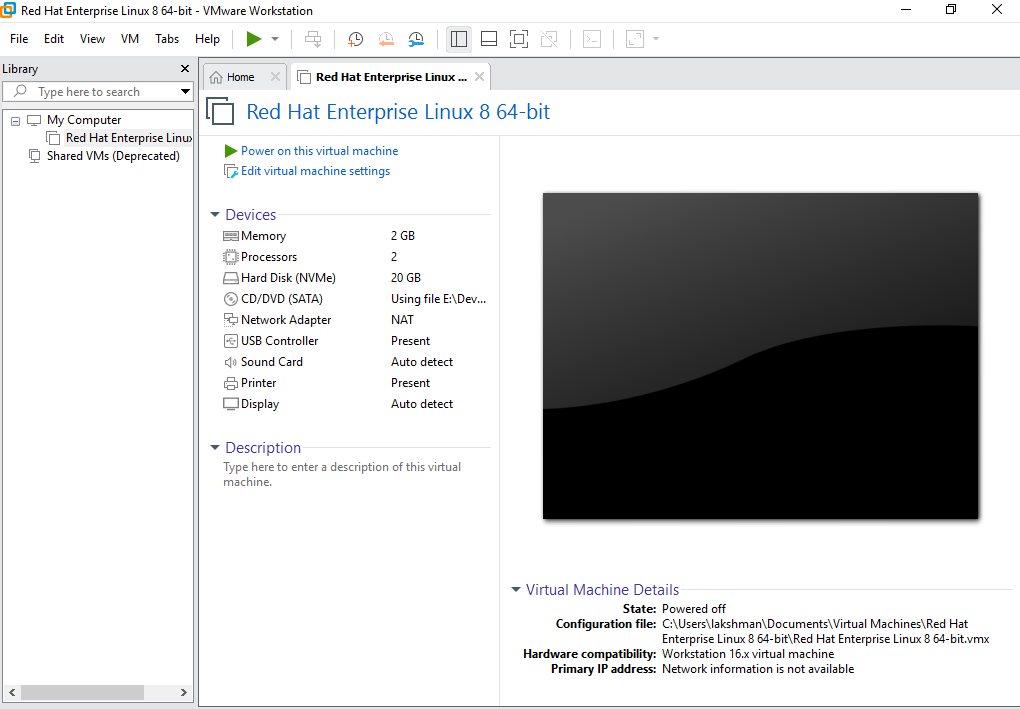 Red Hat Enterprise Linux 8 64-bit - VMware Workstation
File Edit View VM Tabs Help
Library
Type here to search
My Computer
Red Hat Enterprise Linux
Shared VMs (Deprecated)
Home
Red Hat Enterprise Linux ...
Red Hat Enterprise Linux 8 64-bit
Power on this virtual machine
Edit virtual machine settings
Devices
Memory 2 GB
Processors 2
Hard Disk (NVMe) 20 GB
CD/DVD (SATA) Using file E:\Dev...
Network Adapter NAT
USB Controller Present
Sound Card Auto detect
Printer Present
Display Auto detect
Description
Type here to enter a description of this virtual
machine.
Virtual Machine Details
State: Powered off
Configuration file: C:\Users\lakshman\Documents\Virtual Machines\Red Hat
Enterprise Linux 8 64-bit\Red Hat Enterprise Linux 8 64-bit.vmx
Hardware compatibility: Workstation 16.x virtual machine
Primary IP address: Network information is not available